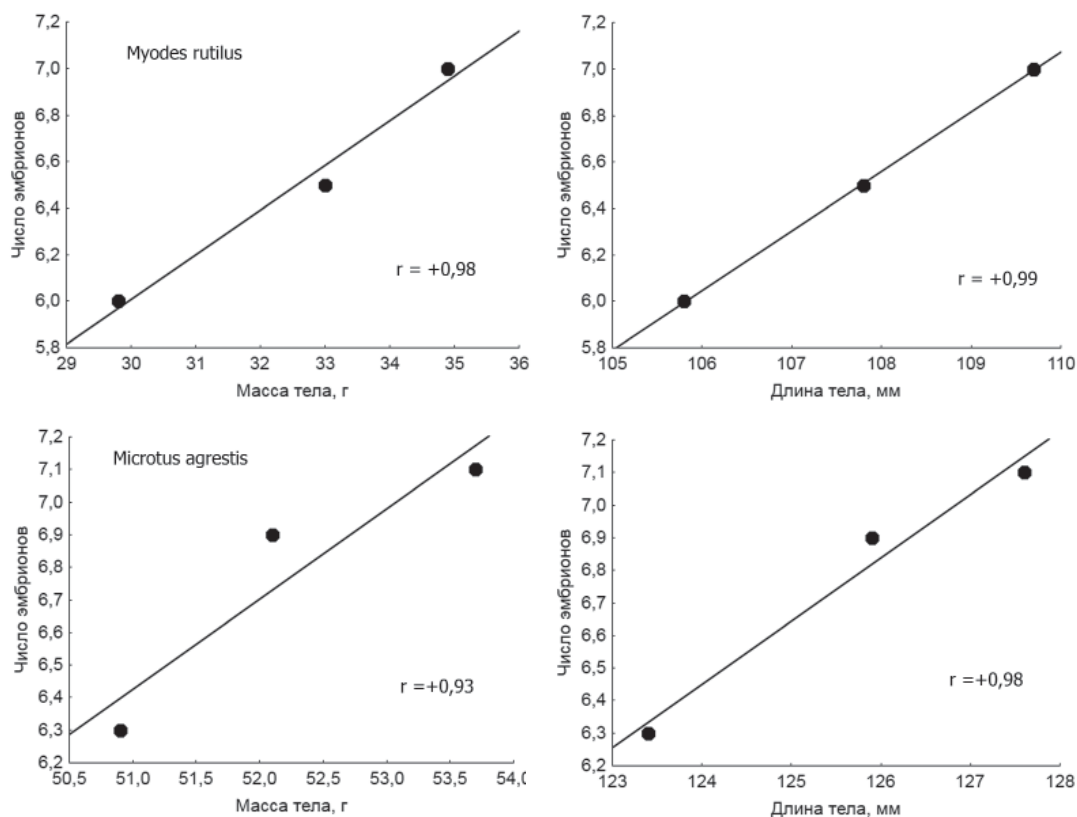 7,2
7,0
6,8
6,6
6,4
6,2
6,0
5,8
Число эмбрионов
Myodes rutilus
r = +0,98
29 30 31 32 33 34 35 36
Масса тела, г
7,2
7,0
6,8
6,6
6,4
6,2
6,0
5,8
Число эмбрионов
r = +0,99
105 106 107 108 109 110
Длина тела, мм
7,2
7,1
7,0
6,9
6,8
6,7
6,6
6,5
6,4
6,3
6,2
Число эмбрионов
Microtus agrestis
r =+0,93
50,5 51,0 51,5 52,0 52,5 53,0 53,5 54,0
Масса тела, г
7,2
7,1
7,0
6,9
6,8
6,7
6,6
6,5
6,4
6,3
6,2
Число эмбрионов
r =+0,98
123 124 125 126 127 128
Длина тела, мм